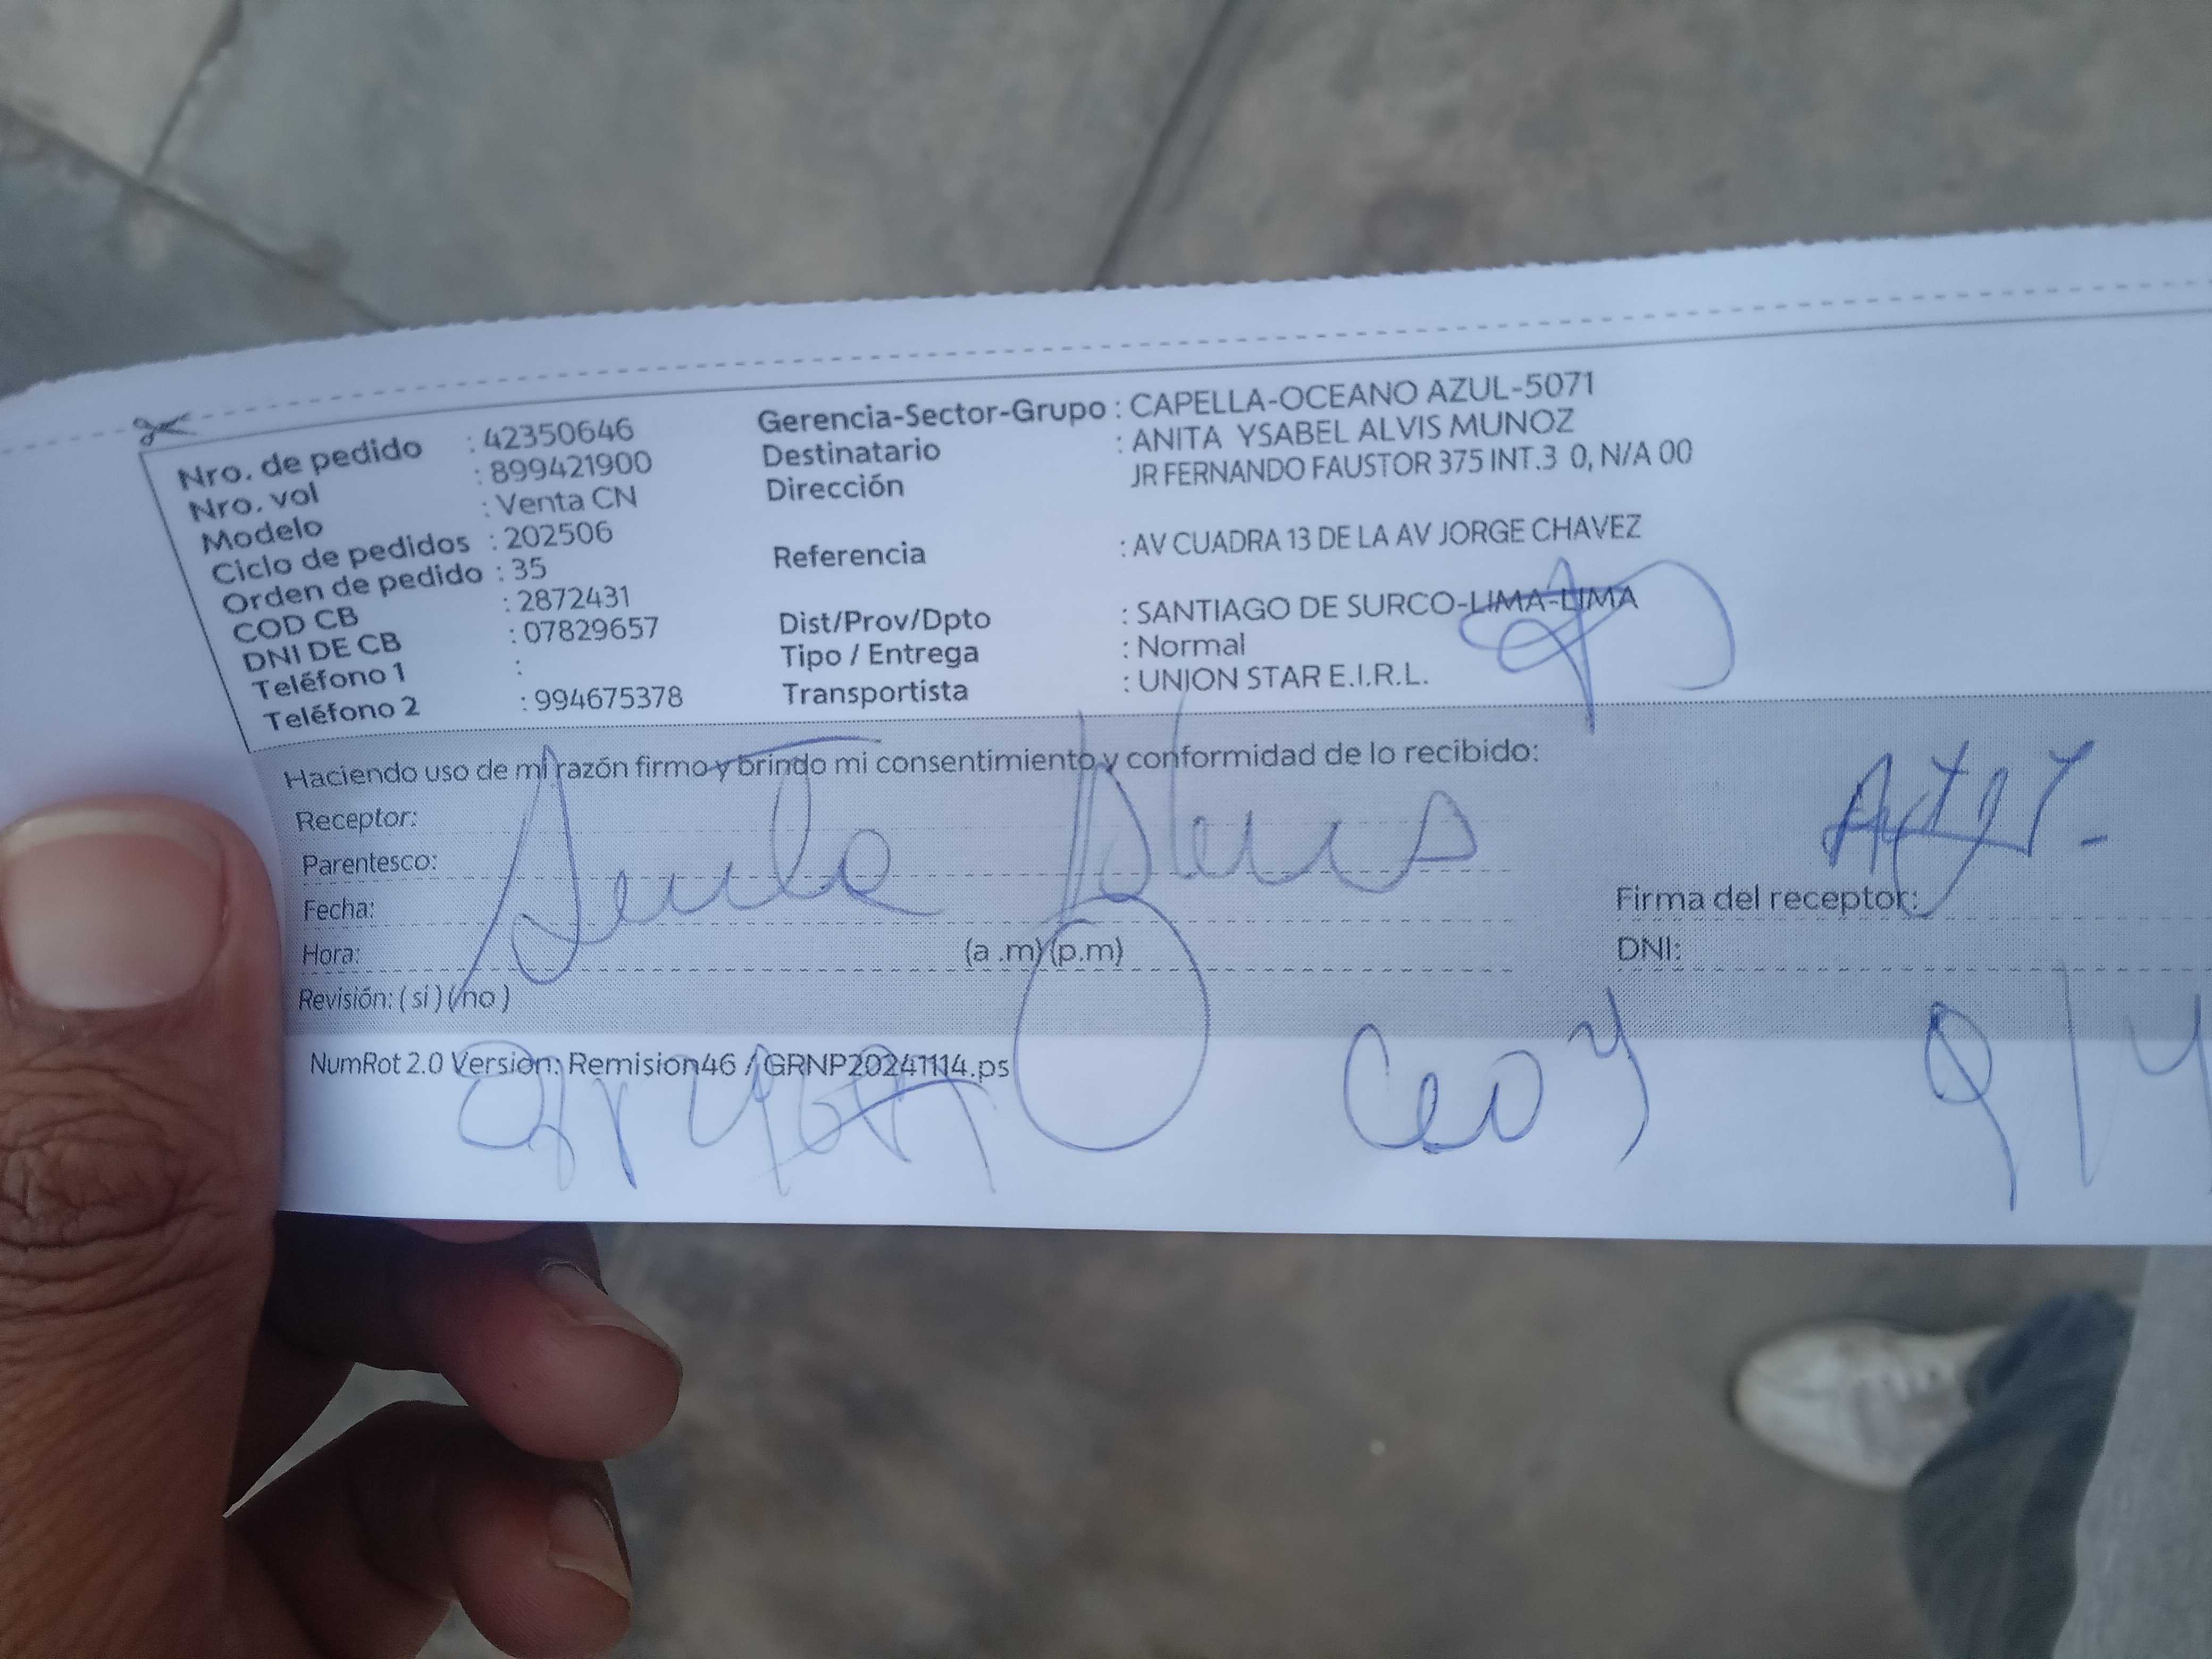 Nro. de pedido : 42350646
Nro. vol : 899421900
Modelo : Venta CN
Ciclo de pedidos : 202506
Orden de pedido : 35
COD CB : 2872431
DNI DE CB : 07829657
Teléfono 1 :
Teléfono 2 : 994675378
Gerencia-Sector-Grupo : CAPELLA-OCEANO AZUL-5071
Destinatario : ANITA YSABEL ALVIS MUNOZ
Dirección JR FERNANDO FAUSTOR 375 INT.3 0, N/A 00
Referencia : AV CUADRA 13 DE LA AV JORGE CHAVEZ
Dist/Prov/Dpto : SANTIAGO DE SURCO-LIMA-LIMA
Tipo / Entrega : Normal
Transportista : UNION STAR E.I.R.L.
Haciendo uso de mi razón firmo y brindo mi consentimiento y conformidad de lo recibido:
Receptor:
Parentesco:
Fecha:
Hora: (a .m) (p.m)
Revisión: ( si ) ( no )
Firma del receptor:
DNI:
NumRot 2.0 Version: Remision46 / GRNP20241114.ps